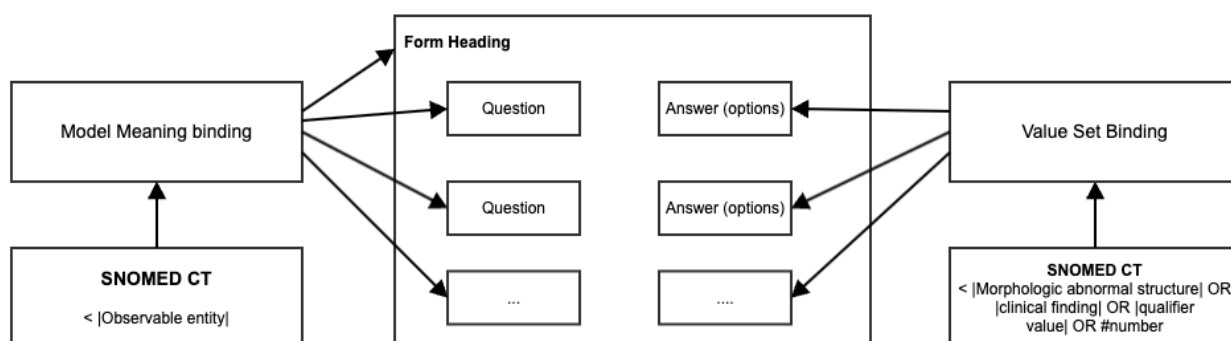 Form Heading
Model Meaning binding
Question
Answer (options)
Value Set Binding
Question
Answer (options)
SNOMED CT
< |Observable entity|
...
....
SNOMED CT
< |Morphologic abnormal structure| OR
|clinical finding| OR |qualifier
value| OR #number